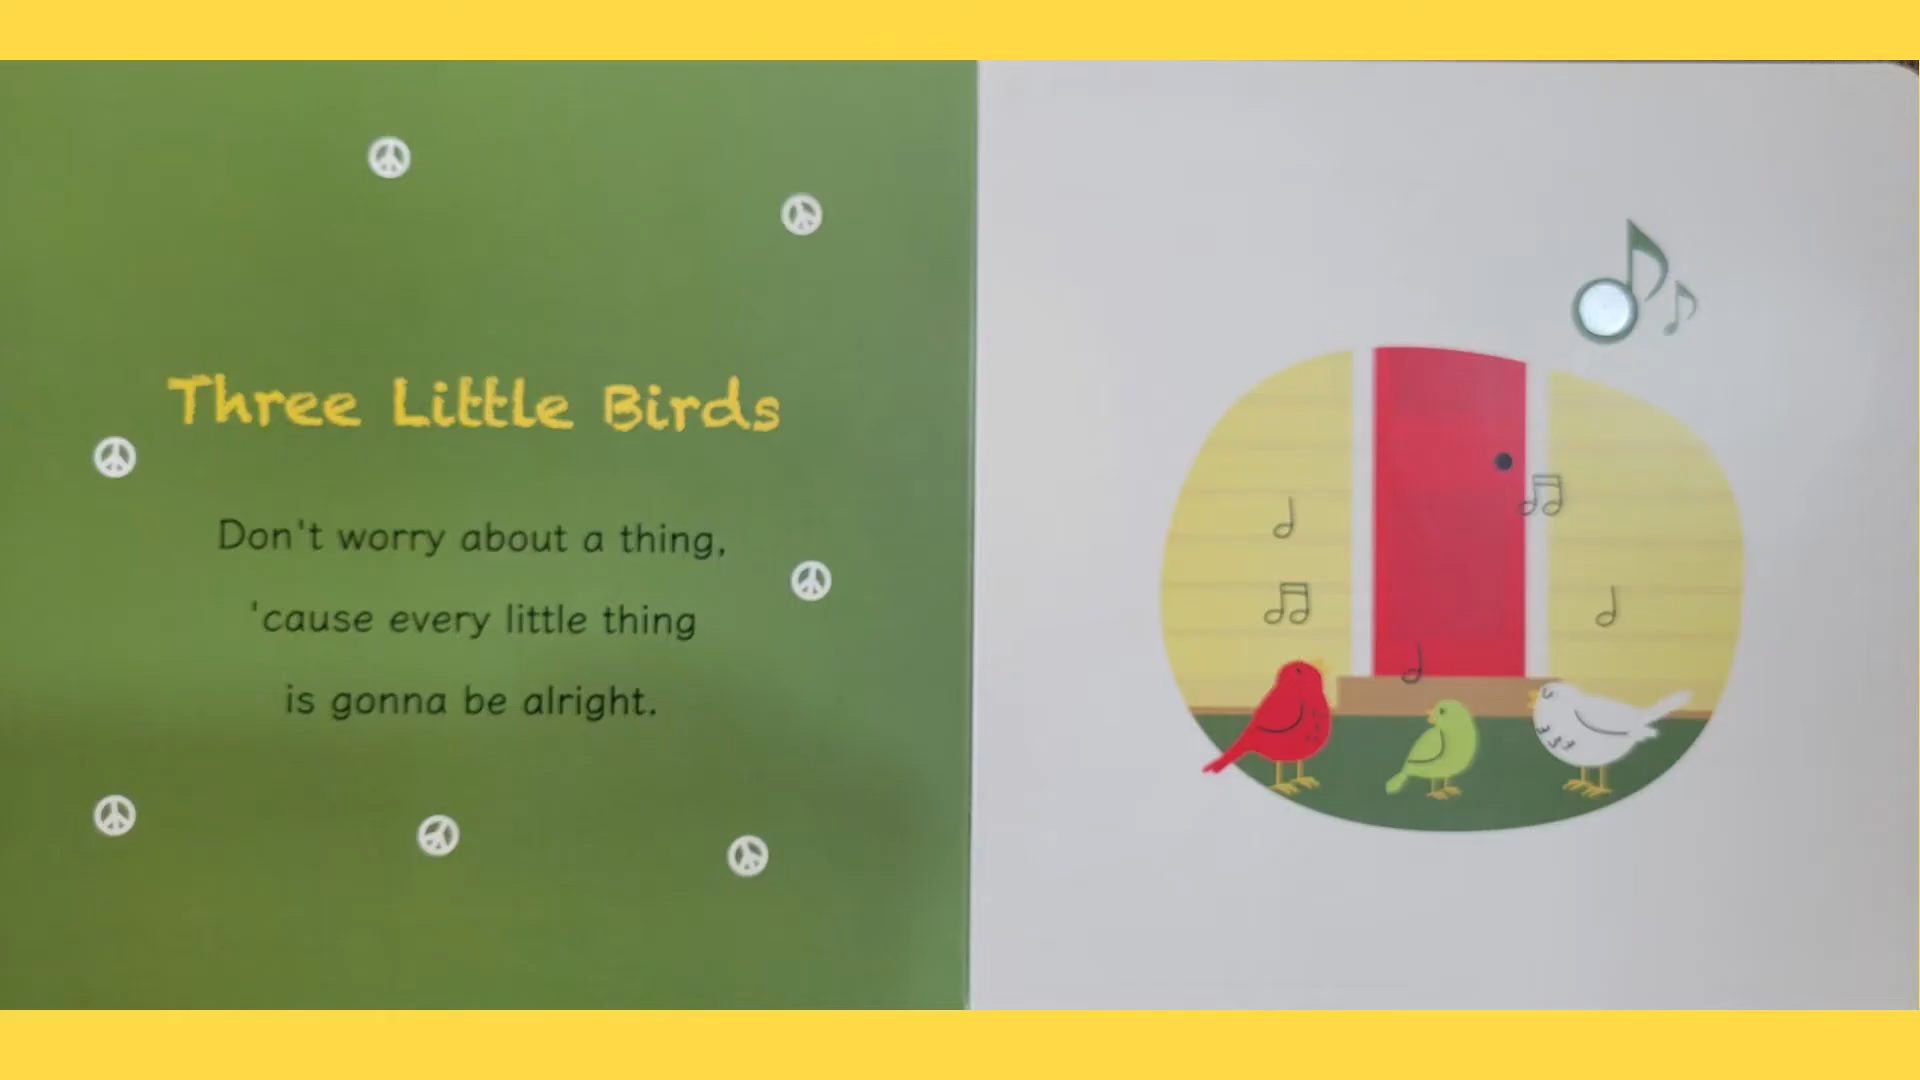 Three Little Birds
Don't worry about a thing,
'cause every little thing
is gonna be alright.